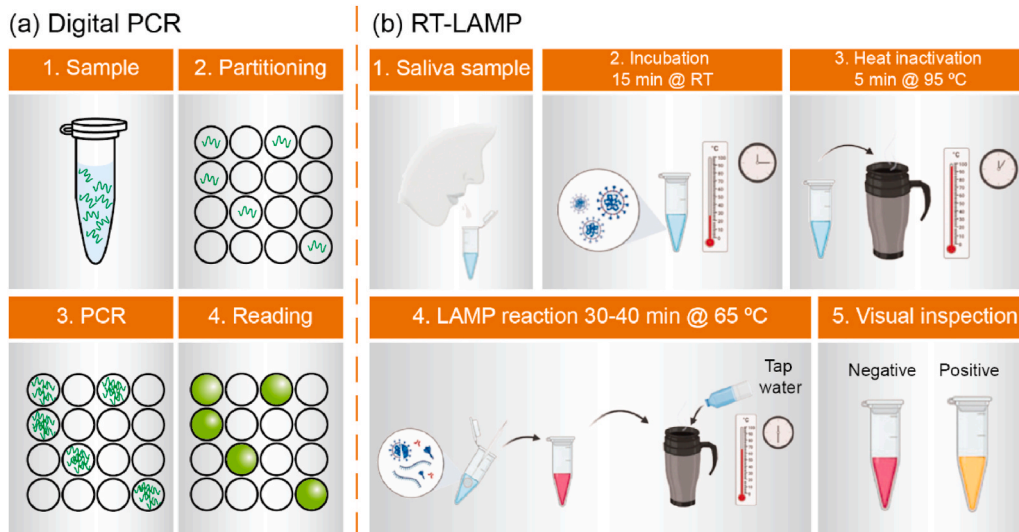 (a) Digital PCR
(b) RT-LAMP
1. Sample
2. Partitioning
1. Saliva sample
2. Incubation
15 min @ RT
3. Heat inactivation
5 min @ 95 ºC
3. PCR
4. Reading
4. LAMP reaction 30-40 min @ 65 ºC
Tap
water
5. Visual inspection
Negative
Positive